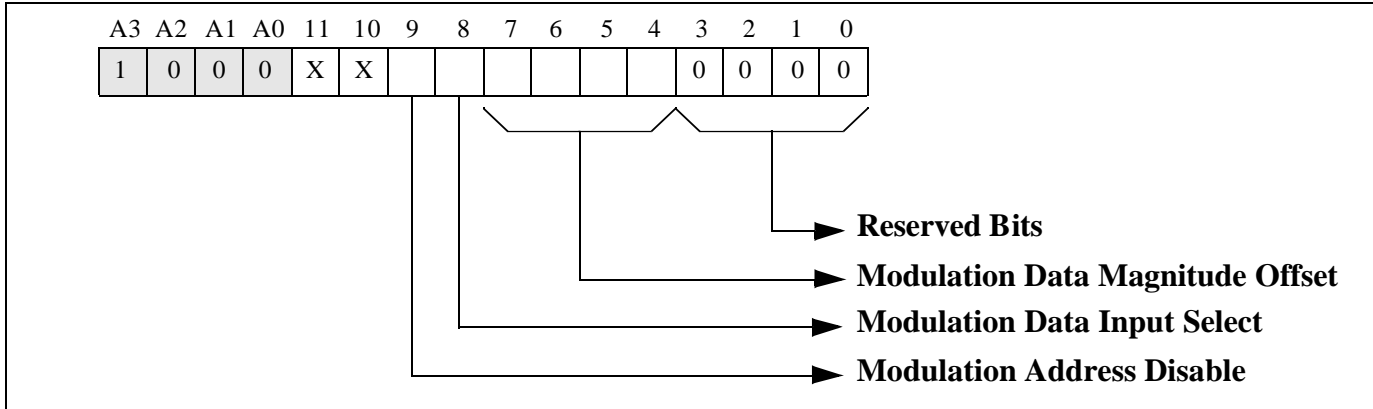 A3 A2 A1 A0 11 10 9 8 7 6 5 4 3 2 1 0
1 0 0 0 X X 0 0 0 0
Reserved Bits
Modulation Data Magnitude Offset
Modulation Data Input Select
Modulation Address Disable